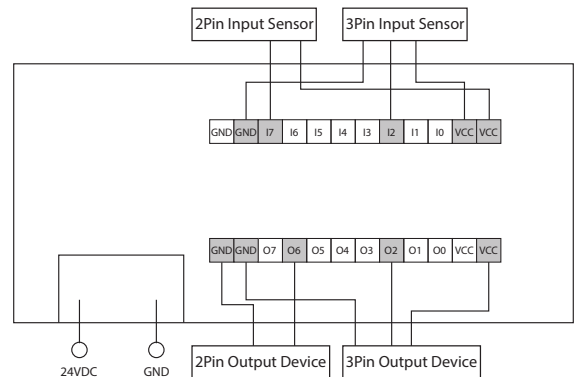 2Pin Input Sensor 3Pin Input Sensor
GND GND I7 I6 I5 I4 I3 I2 I1 I0 VCC VCC
GND GND O7 O6 O5 O4 O3 O2 O1 O0 VCC VCC
24VDC GND 2Pin Output Device 3Pin Output Device